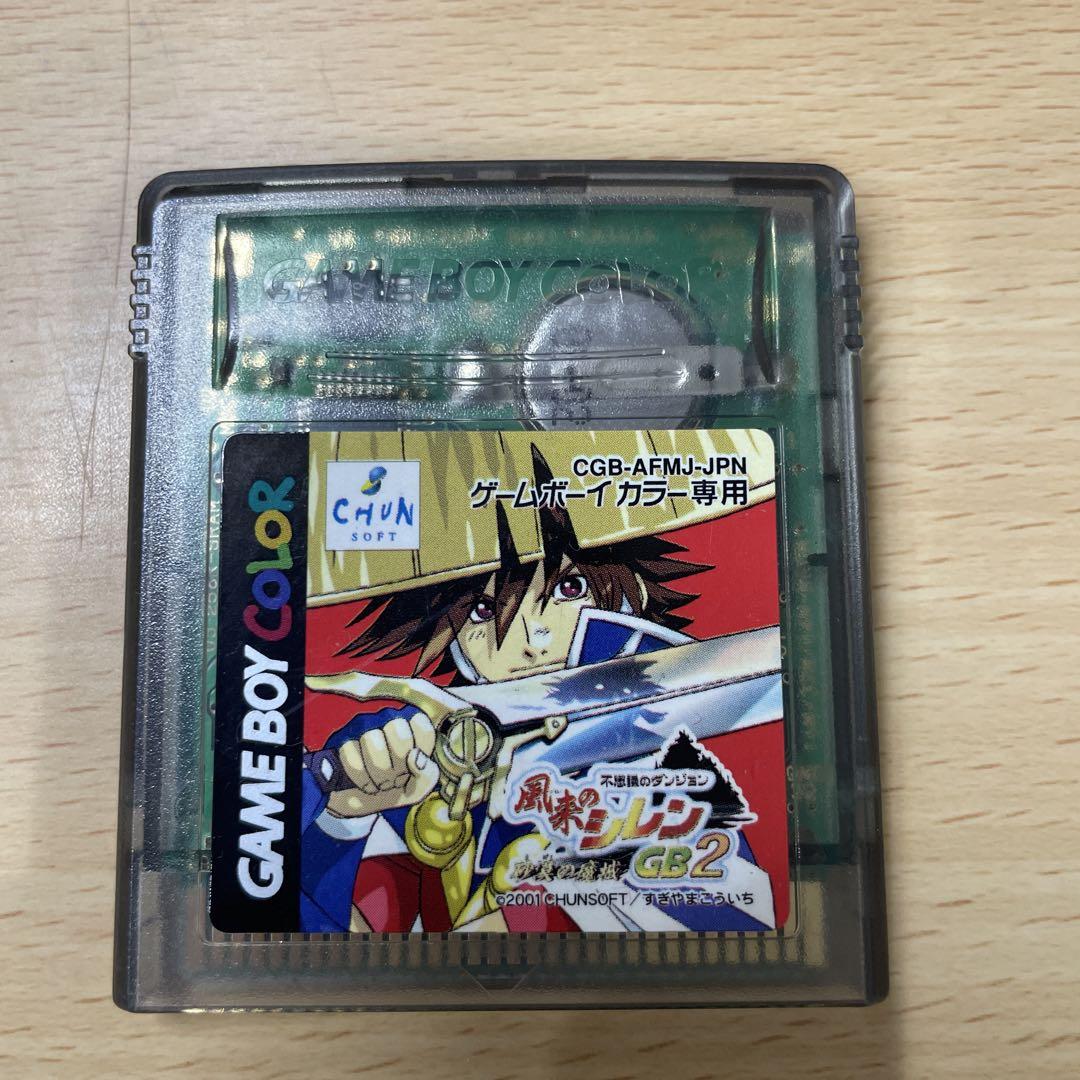 GAME BOY COLOR
CHUN
SOFT
CGB-AFMJ-JPN
ゲームボーイカラー専用
GAME BOY COLOR
不思議のダンジョン
風来のシレン
GB2
砂漠の魔城
©2001 CHUNSOFT/すぎやまこういち